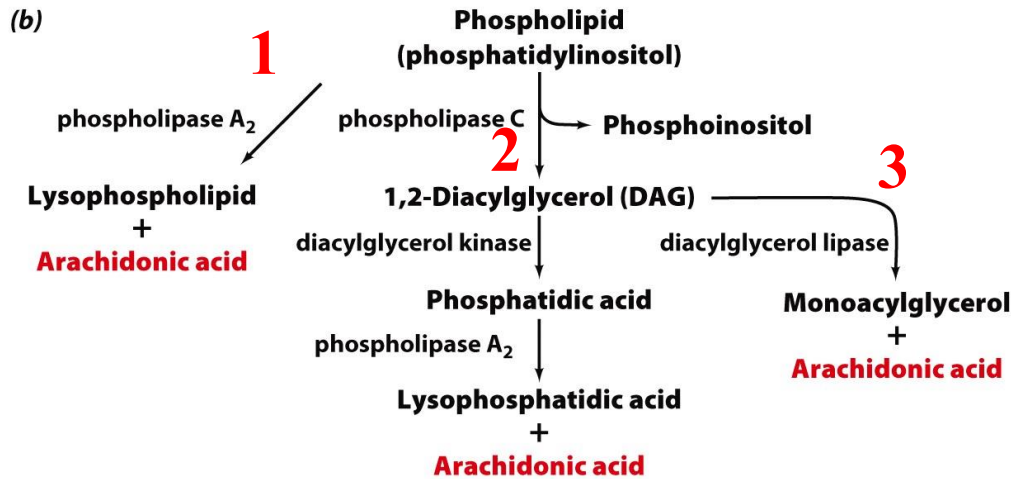 (b)
Phospholipid
(phosphatidylinositol)
1
phospholipase A₂
phospholipase C
Phosphoinositol
2
3
Lysophospholipid
+
Arachidonic acid
1,2-Diacylglycerol (DAG)
diacylglycerol kinase
diacylglycerol lipase
Phosphatidic acid
Monoacylglycerol
+
Arachidonic acid
phospholipase A₂
Lysophosphatidic acid
+
Arachidonic acid